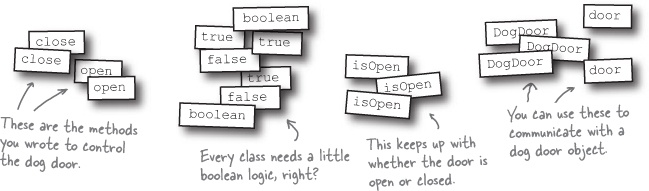 close
close
open
open
These are the methods
you wrote to control
the dog door.
boolean
true
true
false
true
false
boolean
Every class needs a little
boolean logic, right?
isOpen
isOpen
isOpen
This keeps up with
whether the door is
open or closed.
DogDoor
DogDoor
DogDoor
door
door
You can use these to
communicate with a
dog door object.